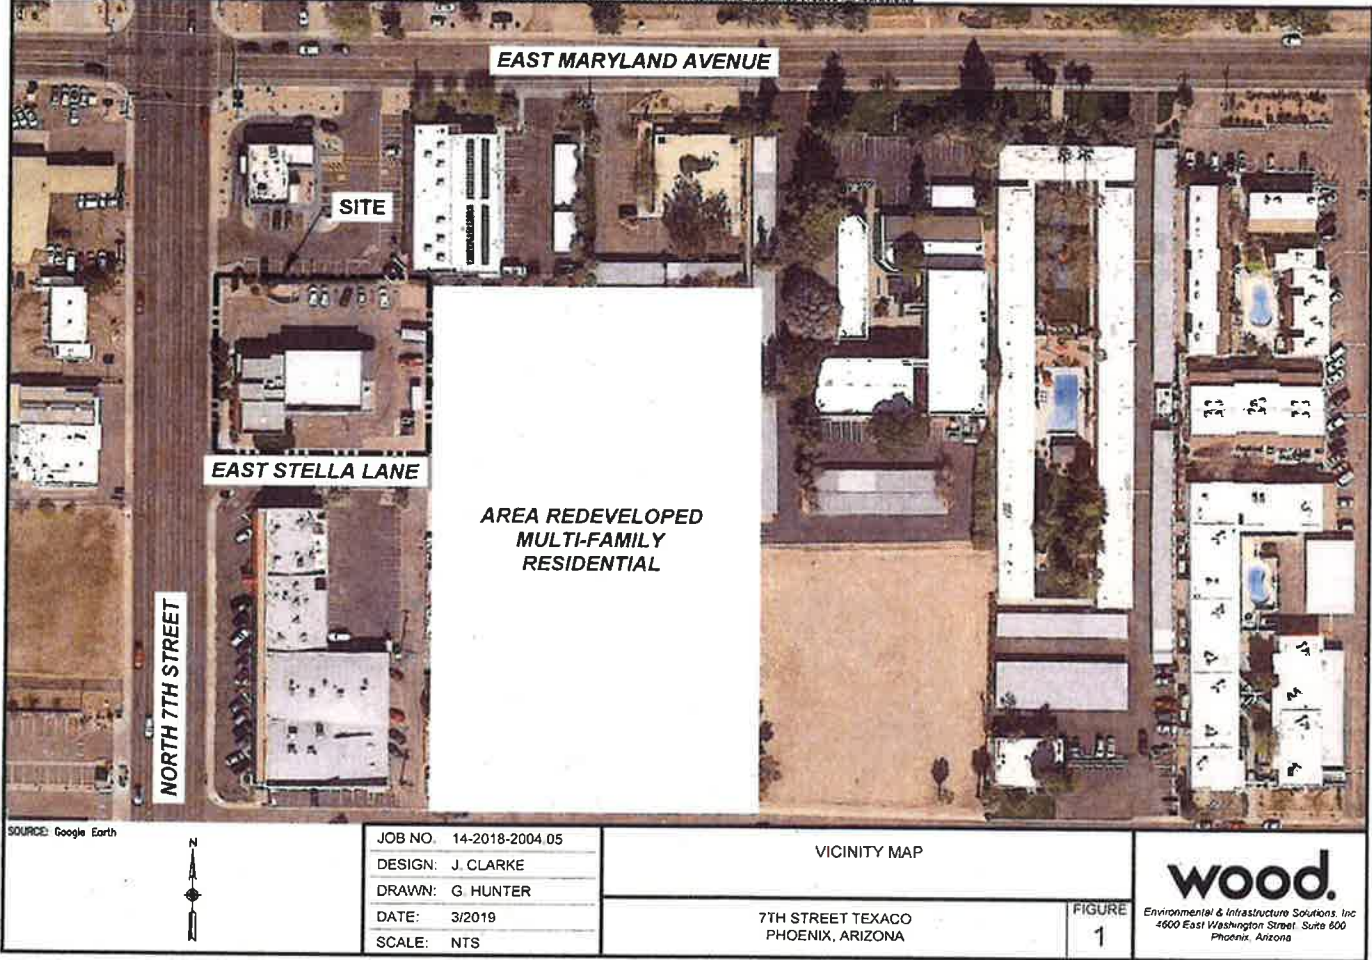 EAST MARYLAND AVENUE
SITE
EAST STELLA LANE
AREA REDEVELOPED
MULTI-FAMILY
RESIDENTIAL
NORTH 7TH STREET
SOURCE: Google Earth
N
JOB NO. 14-2018-2004.05
DESIGN: J. CLARKE
DRAWN: G. HUNTER
DATE: 3/2019
SCALE: NTS
VICINITY MAP
7TH STREET TEXACO
PHOENIX, ARIZONA
FIGURE
1
wood.
Environmental & Infrastructure Solutions, Inc
4600 East Washington Street, Suite 600
Phoenix, Arizona